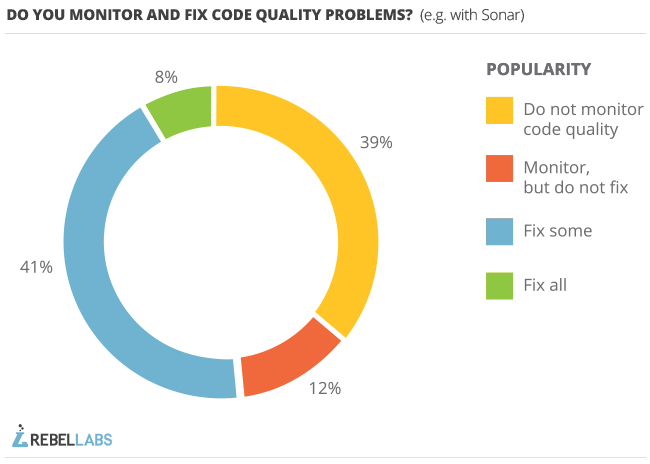 DO YOU MONITOR AND FIX CODE QUALITY PROBLEMS? (e.g. with Sonar)
8%
39%
41%
12%
POPULARITY
Do not monitor
code quality
Monitor,
but do not fix
Fix some
Fix all
REBELLABS